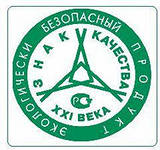 ЭКОЛОГИЧЕСКИ БЕЗОПАСНЫЙ ПРОДУКТ
ЗНАК КАЧЕСТВА
XXI ВЕКА